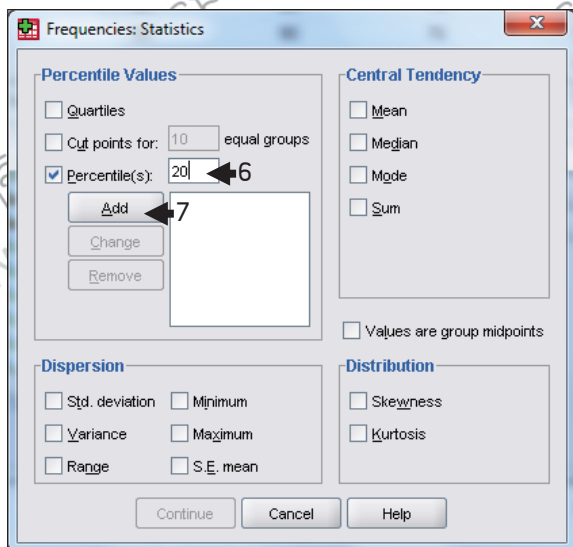 Frequencies: Statistics
Percentile Values
Quartiles
Cut points for: 10 equal groups
Percentile(s): 20 6
Add 7
Change
Remove
Central Tendency
Mean
Median
Mode
Sum
Values are group midpoints
Dispersion
Std. deviation Minimum
Variance Maximum
Range S.E. mean
Distribution
Skewness
Kurtosis
Continue Cancel Help